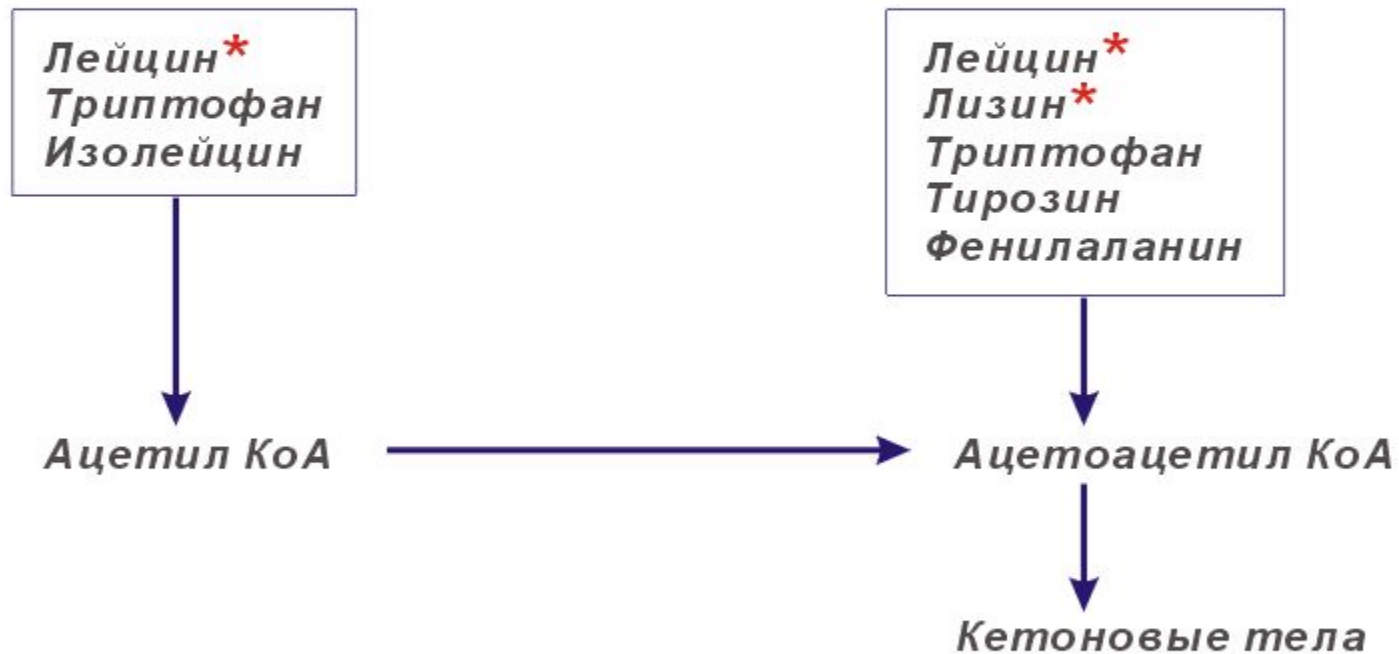 Лейцин*
Триптофан
Изолейцин
Лейцин*
Лизин*
Триптофан
Тирозин
Фенилаланин
Ацетил КоА
Ацетоацетил КоА
Кетоновые тела